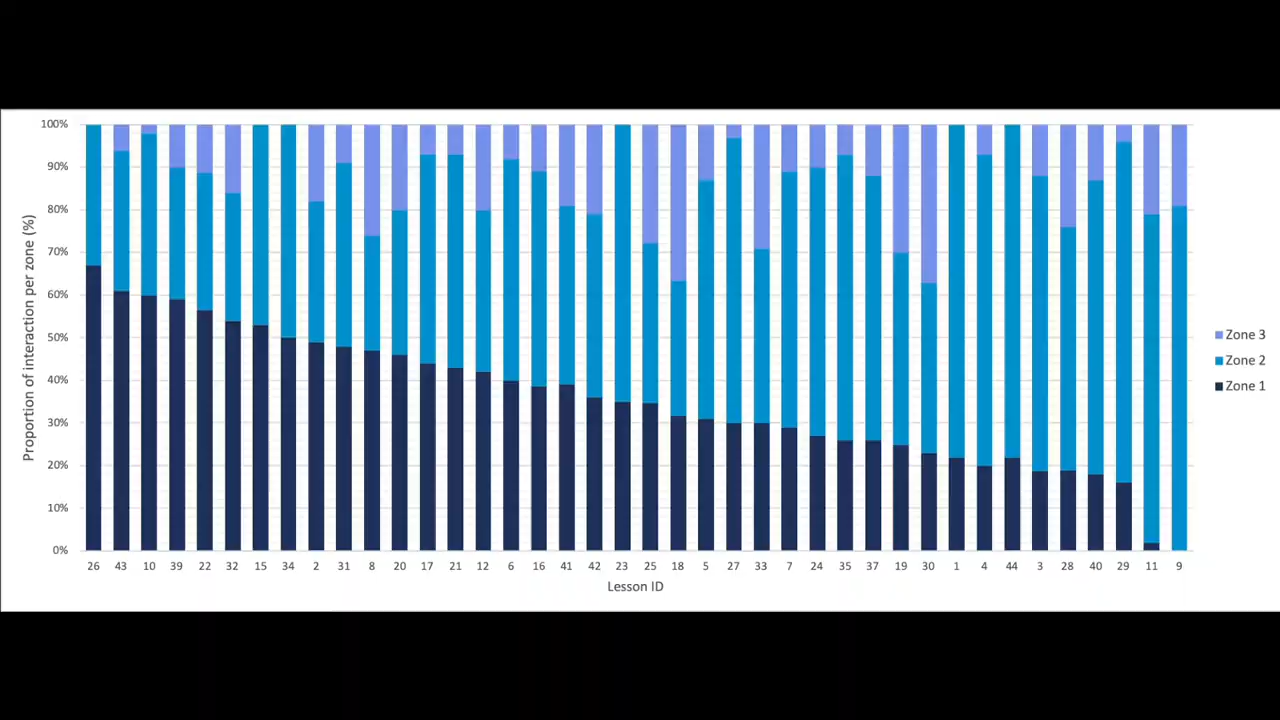 100%
90%
80%
70%
60%
50%
40%
30%
20%
10%
0%
Proportion of interaction per zone (%)
26 43 10 39 22 32 15 34 2 31 8 20 17 21 12 6 16 41 42 23 25 18 5 27 33 7 24 35 37 19 30 1 4 44 3 28 40 29 11 9
Lesson ID
Zone 3
Zone 2
Zone 1